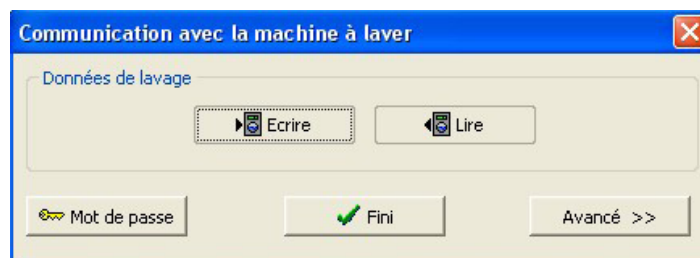 Communication avec la machine à laver
Données de lavage
Ecrire Lire
Mot de passe Fini Avancé >>